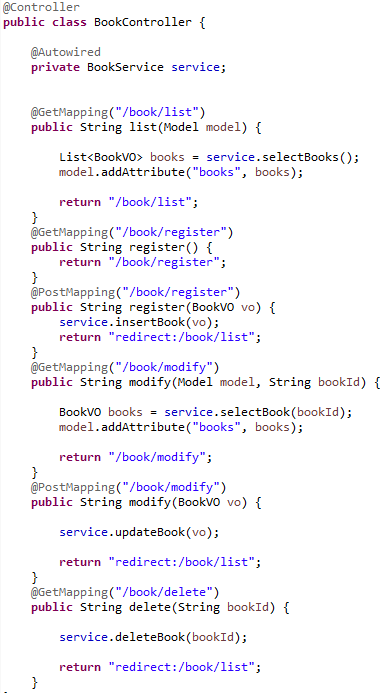 @Controller
public class BookController {
@Autowired
private BookService service;
@GetMapping("/book/list")
public String list(Model model) {
List<BookVO> books = service.selectBooks();
model.addAttribute("books", books);
return "/book/list";
}
@GetMapping("/book/register")
public String register() {
return "/book/register";
}
@PostMapping("/book/register")
public String register(BookVO vo) {
service.insertBook(vo);
return "redirect:/book/list";
}
@GetMapping("/book/modify")
public String modify(Model model, String bookId) {
BookVO books = service.selectBook(bookId);
model.addAttribute("books", books);
return "/book/modify";
}
@PostMapping("/book/modify")
public String modify(BookVO vo) {
service.updateBook(vo);
return "redirect:/book/list";
}
@GetMapping("/book/delete")
public String delete(String bookId) {
service.deleteBook(bookId);
return "redirect:/book/list";
}